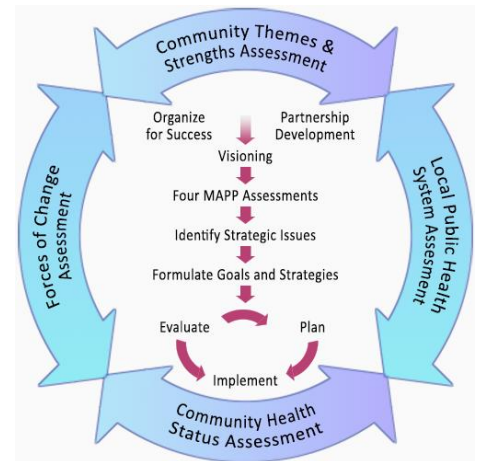 Community Themes &
Strengths Assessment
Organize
for Success
Partnership
Development
Visioning
Four MAPP Assessments
Identify Strategic Issues
Formulate Goals and Strategies
Evaluate
Plan
Implement
Forces of Change
Assessment
Local Public Health
System Assesment
Community Health
Status Assessment